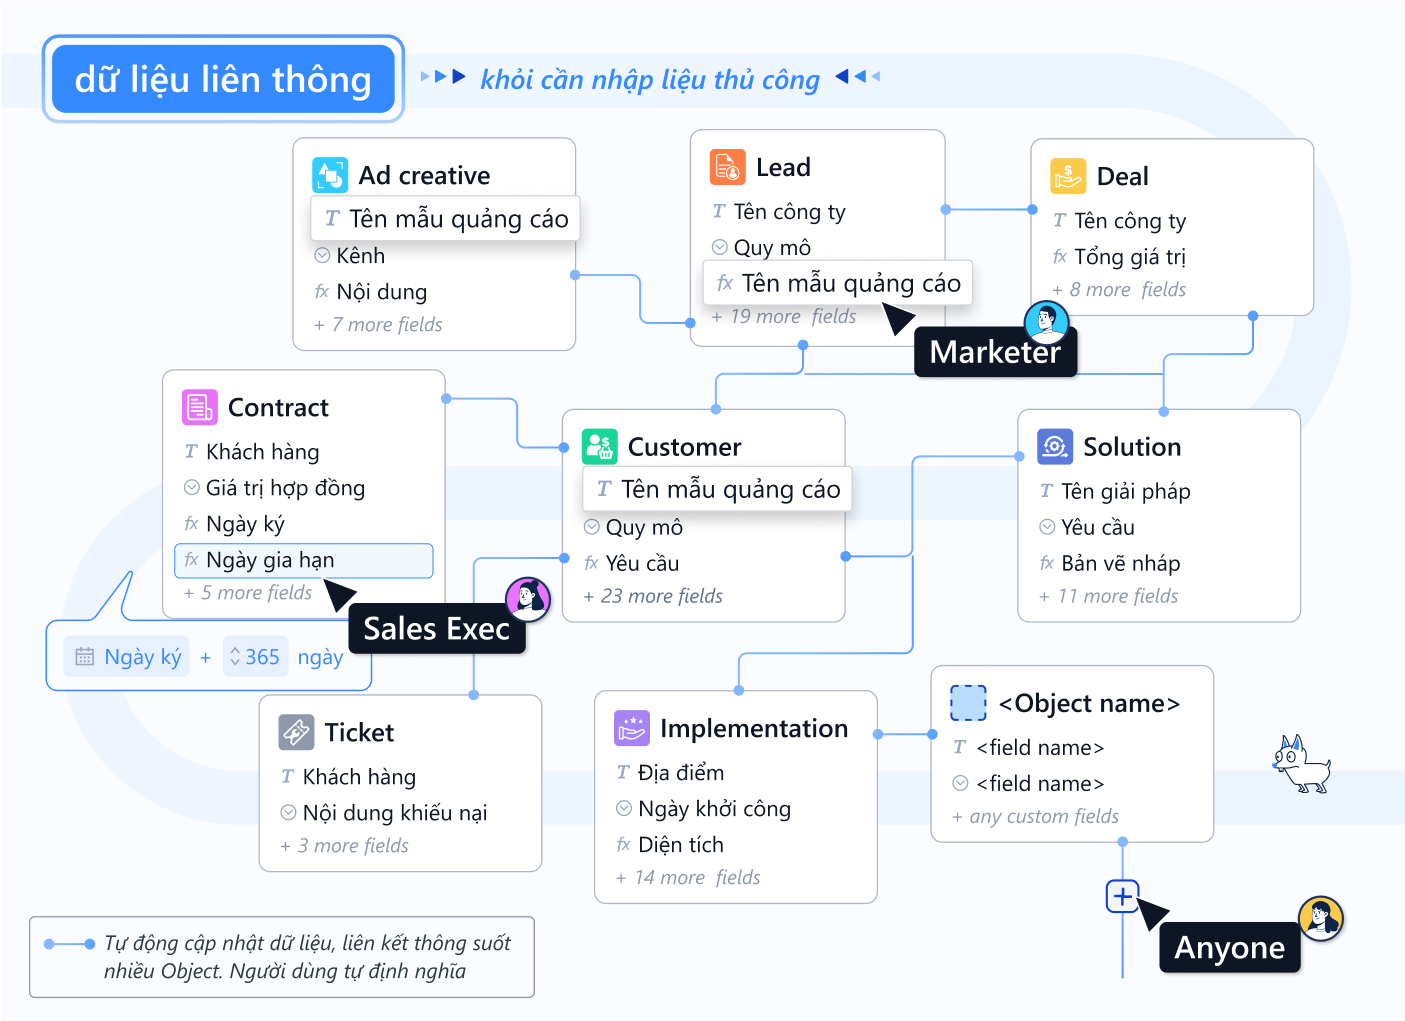 dữ liệu liên thông
khỏi cần nhập liệu thủ công
Ad creative
T Tên mẫu quảng cáo
Kênh
fx Nội dung
+ 7 more fields
Lead
T Tên công ty
Quy mô
fx Tên mẫu quảng cáo
+ 19 more fields
Marketer
Deal
T Tên công ty
fx Tổng giá trị
+ 8 more fields
Contract
T Khách hàng
Giá trị hợp đồng
fx Ngày ký
fx Ngày gia hạn
+ 5 more fields
Sales Exec
Ngày ký + 365 ngày
Customer
T Tên mẫu quảng cáo
Quy mô
fx Yêu cầu
+ 23 more fields
Solution
T Tên giải pháp
Yêu cầu
fx Bản vẽ nháp
+ 11 more fields
Ticket
T Khách hàng
Nội dung khiếu nại
+ 3 more fields
Implementation
T Địa điểm
Ngày khởi công
fx Diện tích
+ 14 more fields
<Object name>
T <field name>
<field name>
+ any custom fields
+
Anyone
Tự động cập nhật dữ liệu, liên kết thông suốt
nhiều Object. Người dùng tự định nghĩa